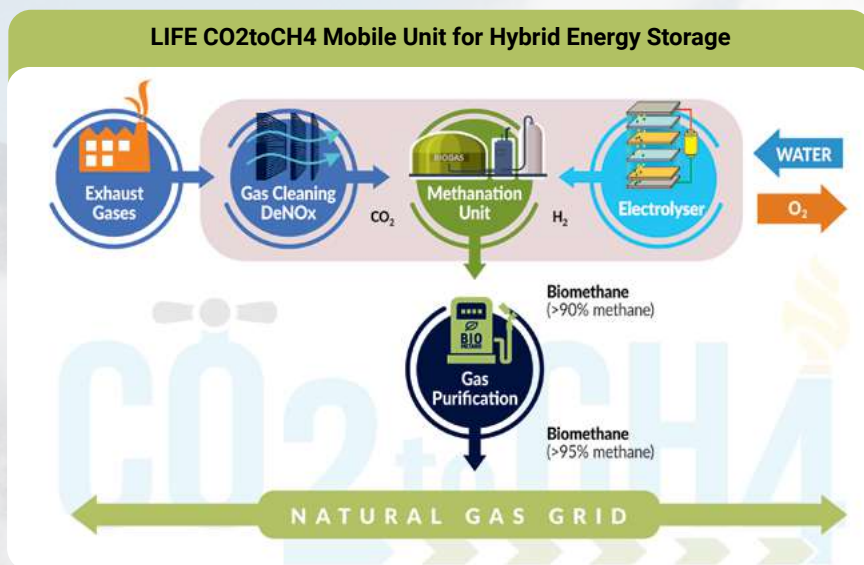 LIFE CO2toCH4 Mobile Unit for Hybrid Energy Storage
Exhaust
Gases
Gas Cleaning
DeNOx
CO₂
BIOGAS
Methanation
Unit
H₂
Electrolyser
WATER
O₂
Biomethane
(>90% methane)
BIO
METHANE
Gas
Purification
Biomethane
(>95% methane)
CO2toCH4
NATURAL GAS GRID